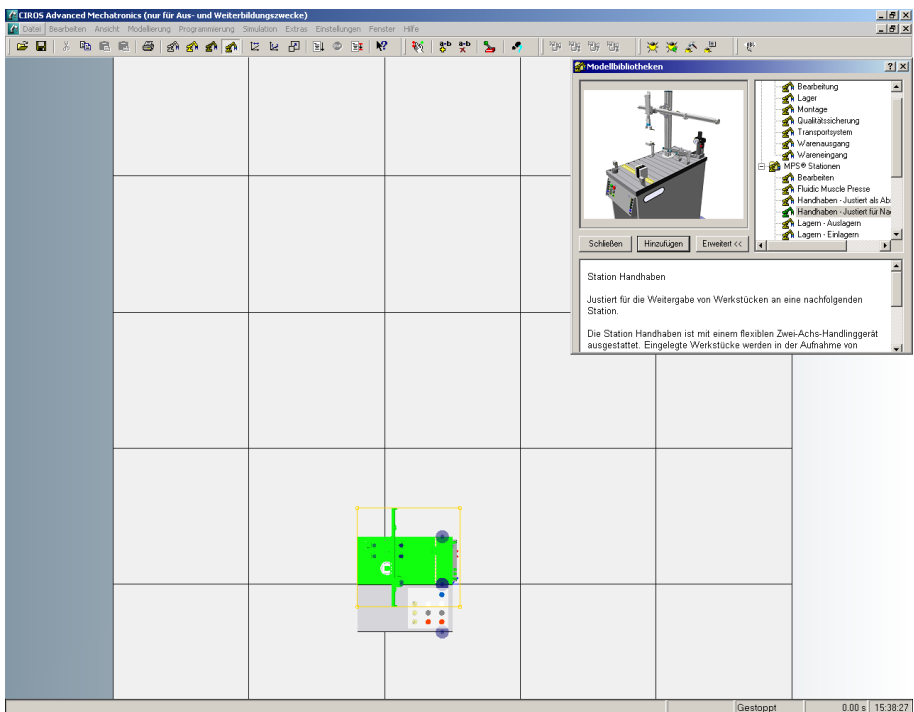 CIROS Advanced Mechatronics (nur für Aus- und Weiterbildungszwecke)
Datei Bearbeiten Ansicht Modellierung Programmierung Simulation Extras Einstellungen Fenster Hilfe
a-b a-b
Modellbibliotheken
Bearbeitung
Lager
Montage
Qualitätssicherung
Transportsystem
Warenausgang
Wareneingang
MPS® Stationen
Bearbeiten
Fluidic Muscle Presse
Handhaben - Justiert als Ab
Handhaben - Justiert für Na
Lagern - Auslagern
Lagern - Einlagern
Schließen Hinzufügen Erweitert <<
Station Handhaben
Justiert für die Weitergabe von Werkstücken an eine nachfolgenden
Station.
Die Station Handhaben ist mit einem flexiblen Zwei-Achs-Handlinggerät
ausgestattet. Eingelegte Werkstücke werden in der Aufnahme von
Gestoppt 0.00 s 15:38:27